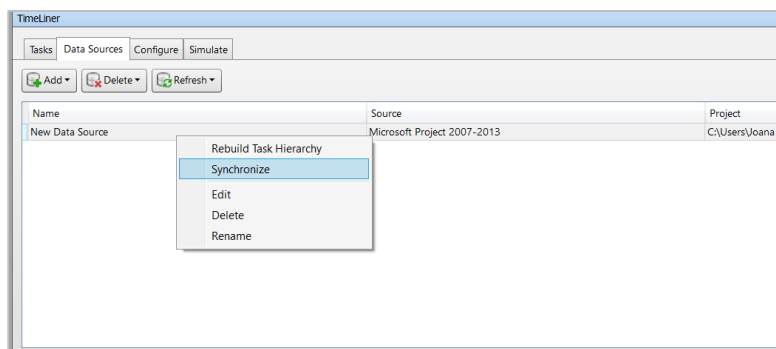 TimeLiner
Tasks Data Sources Configure Simulate
Add Delete Refresh
Name Source Project
New Data Source Microsoft Project 2007-2013 C:\Users\Joana
Rebuild Task Hierarchy
Synchronize
Edit
Delete
Rename